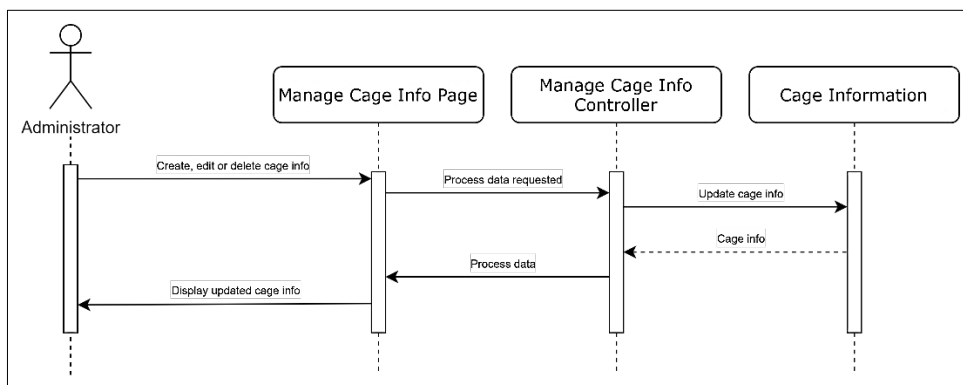 Administrator
Manage Cage Info Page
Manage Cage Info
Controller
Cage Information
Create, edit or delete cage info
Process data requested
Update cage info
Cage info
Process data
Display updated cage info